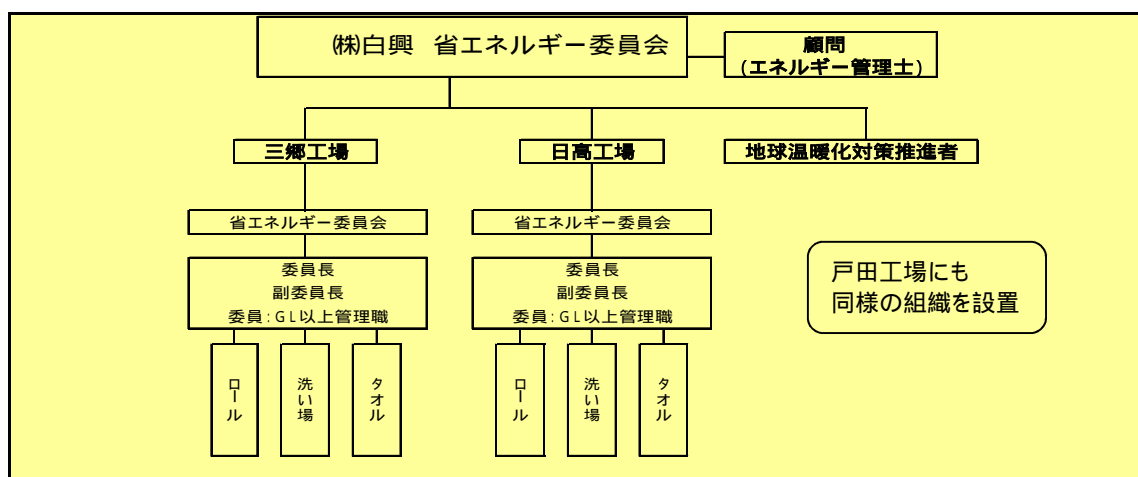 ㈱白興 省エネルギー委員会
顧問
(エネルギー管理士)
三郷工場
日高工場
地球温暖化対策推進者
省エネルギー委員会
省エネルギー委員会
委員長
副委員長
委員:GL以上管理職
委員長
副委員長
委員:GL以上管理職
戸田工場にも
同様の組織を設置
ロール
洗い場
タオル
ロール
洗い場
タオル